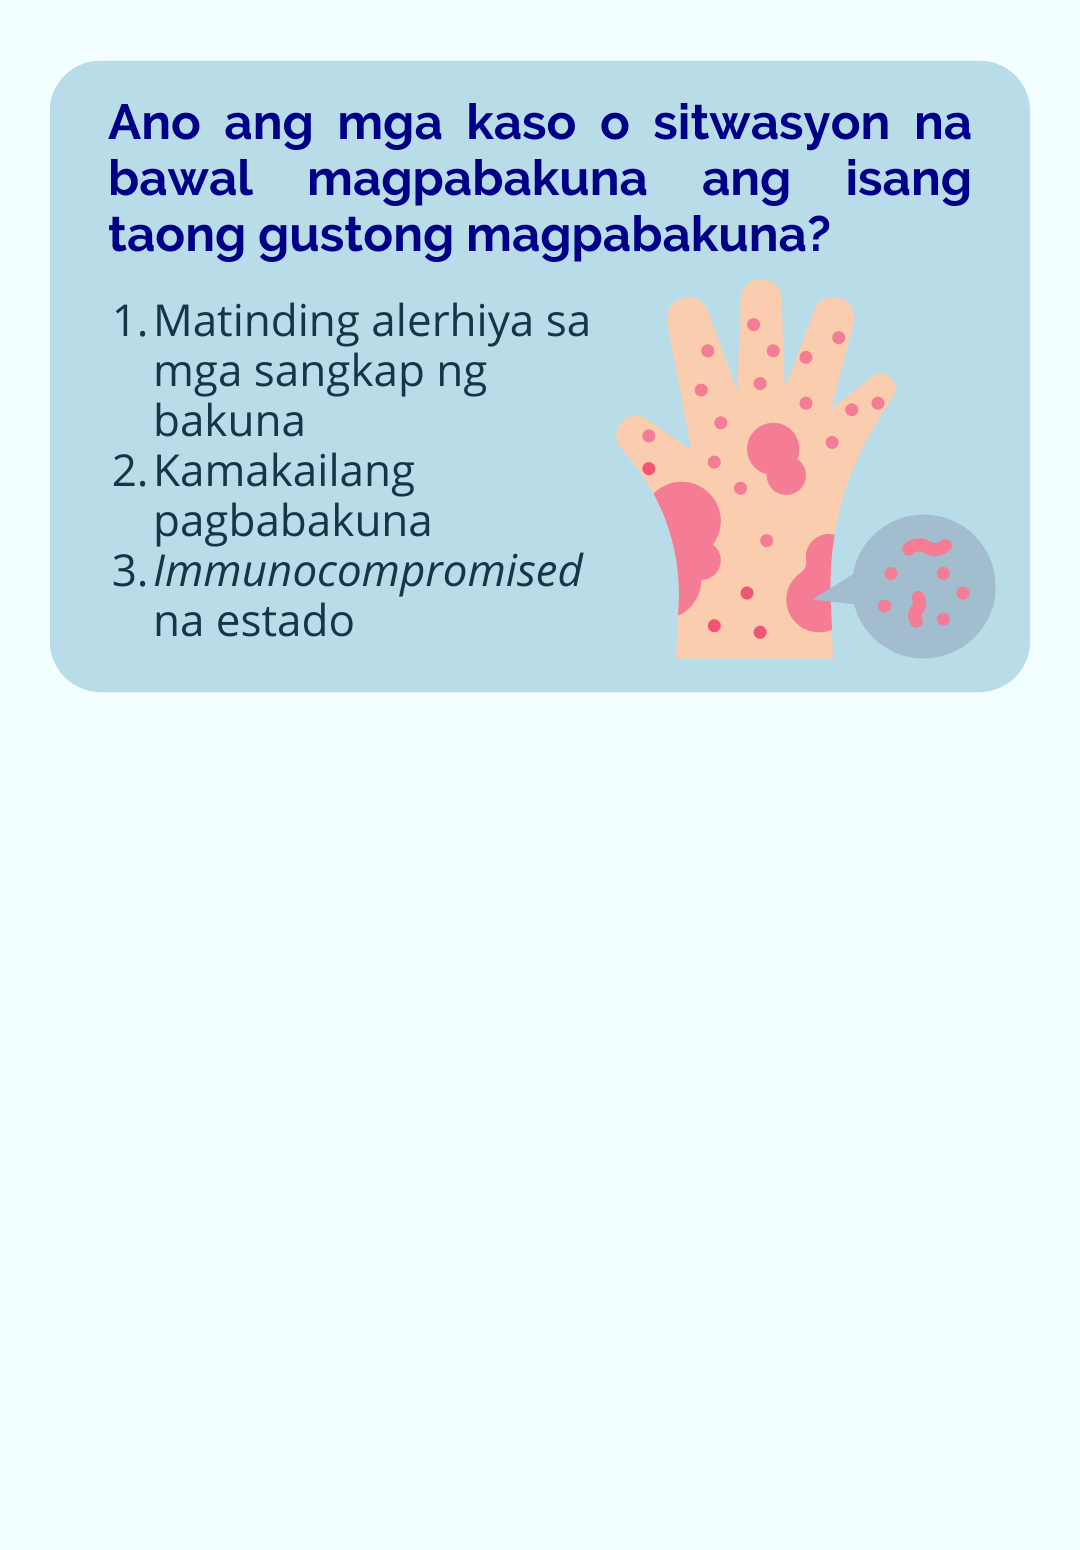 Ano ang mga kaso o sitwasyon na
bawal magpabakuna ang isang
taong gustong magpabakuna?
1. Matinding alerhiya sa
mga sangkap ng
bakuna
2. Kamakailang
pagbabakuna
3. Immunocompromised
na estado